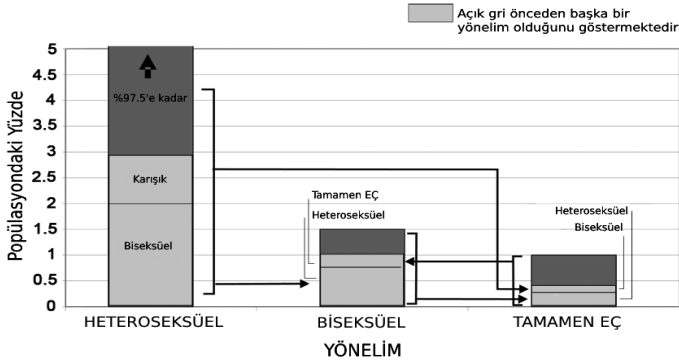 Açık gri önceden başka bir
yönelim olduğunu göstermektedir
Popülasyondaki Yüzde
5
4.5
4
3.5
3
2.5
2
1.5
1
0.5
0
%97.5'e kadar
Karışık
Biseksüel
Tamamen EÇ
Heteroseksüel
Heteroseksüel
Biseksüel
HETEROSEKSÜEL
BİSEKSÜEL
TAMAMEN EÇ
YÖNELİM